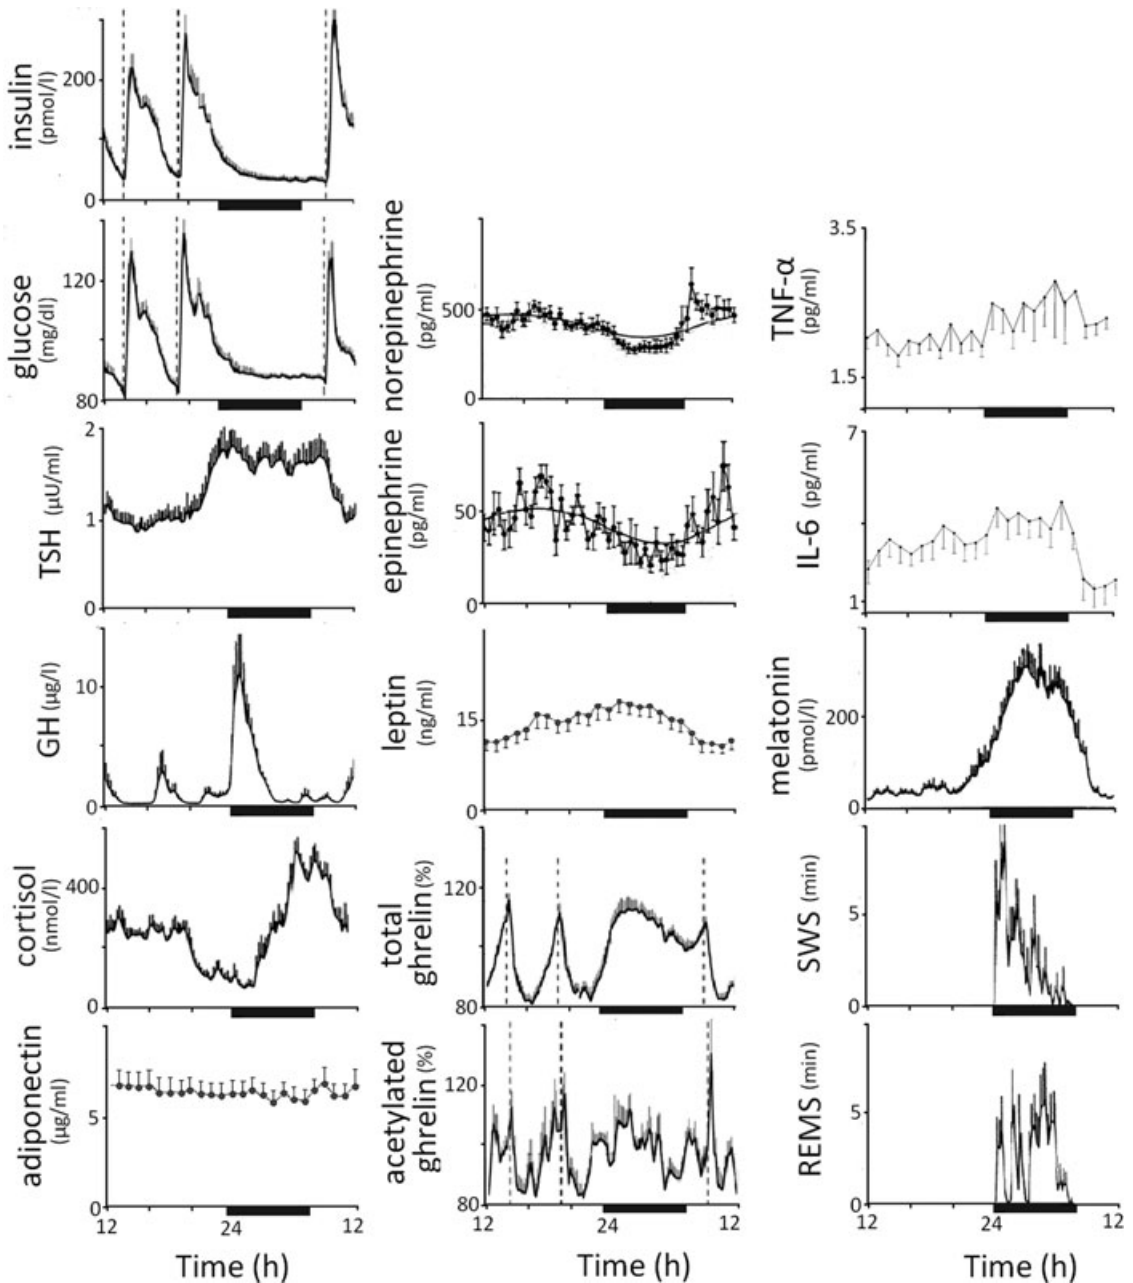 insulin
(pmol/l)
200
0
glucose
(mg/dl)
120
80
TSH (µU/ml)
2
1
0
GH (µg/l)
10
0
cortisol
(nmol/l)
400
0
adiponectin
(µg/ml)
5
0
12
24
12
Time (h)
norepinephrine
(pg/ml)
500
0
epinephrine
(pg/ml)
50
0
leptin
(ng/ml)
15
0
total
ghrelin (%)
120
80
acetylated
ghrelin (%)
120
80
12
24
12
Time (h)
TNF-α
(pg/ml)
3.5
1.5
IL-6 (pg/ml)
7
1
melatonin
(pmol/l)
200
0
SWS (min)
5
0
REMS (min)
5
0
12
24
12
Time (h)